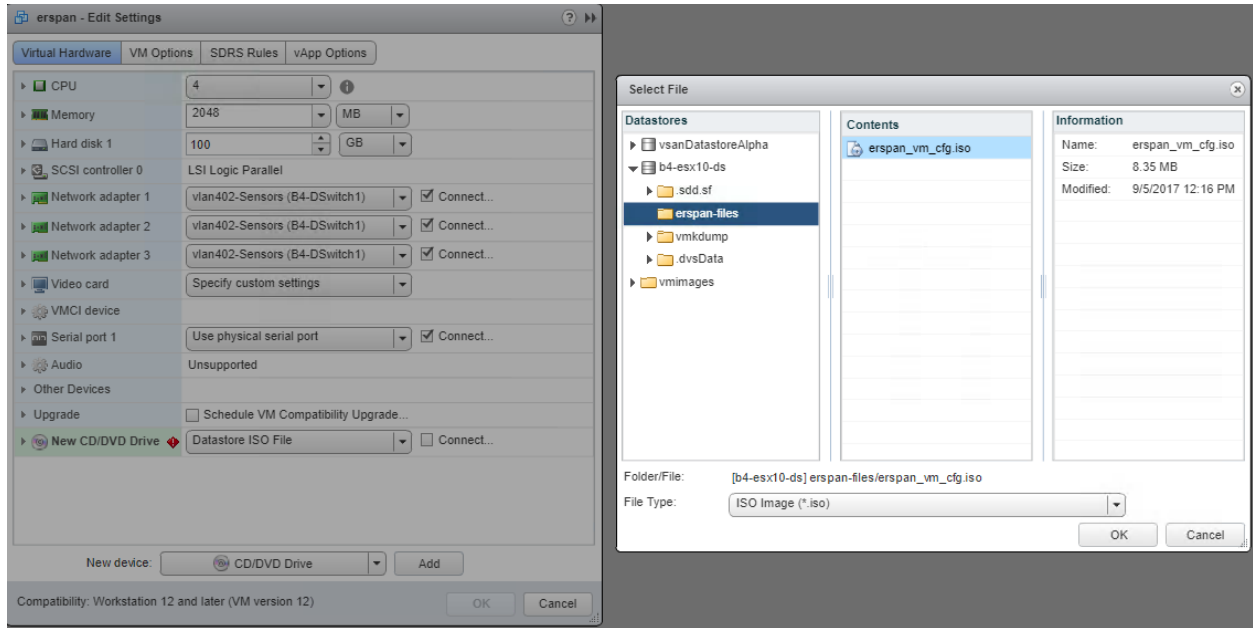 erspan - Edit Settings
Virtual Hardware VM Options SDRS Rules vApp Options
CPU 4
Memory 2048 MB
Hard disk 1 100 GB
SCSI controller 0 LSI Logic Parallel
Network adapter 1 vlan402-Sensors (B4-DSwitch1) Connect...
Network adapter 2 vlan402-Sensors (B4-DSwitch1) Connect...
Network adapter 3 vlan402-Sensors (B4-DSwitch1) Connect...
Video card Specify custom settings
VMCI device
Serial port 1 Use physical serial port Connect...
Audio Unsupported
Other Devices
Upgrade Schedule VM Compatibility Upgrade...
New CD/DVD Drive Datastore ISO File Connect...
New device: CD/DVD Drive Add
Compatibility: Workstation 12 and later (VM version 12) OK Cancel
Select File
Datastores
vsanDatastoreAlpha
b4-esx10-ds
.sdd.sf
erspan-files
vmkdump
.dvsData
vmimages
Contents
erspan_vm_cfg.iso
Information
Name: erspan_vm_cfg.iso
Size: 8.35 MB
Modified: 9/5/2017 12:16 PM
Folder/File: [b4-esx10-ds] erspan-files/erspan_vm_cfg.iso
File Type: ISO Image (*.iso)
OK Cancel